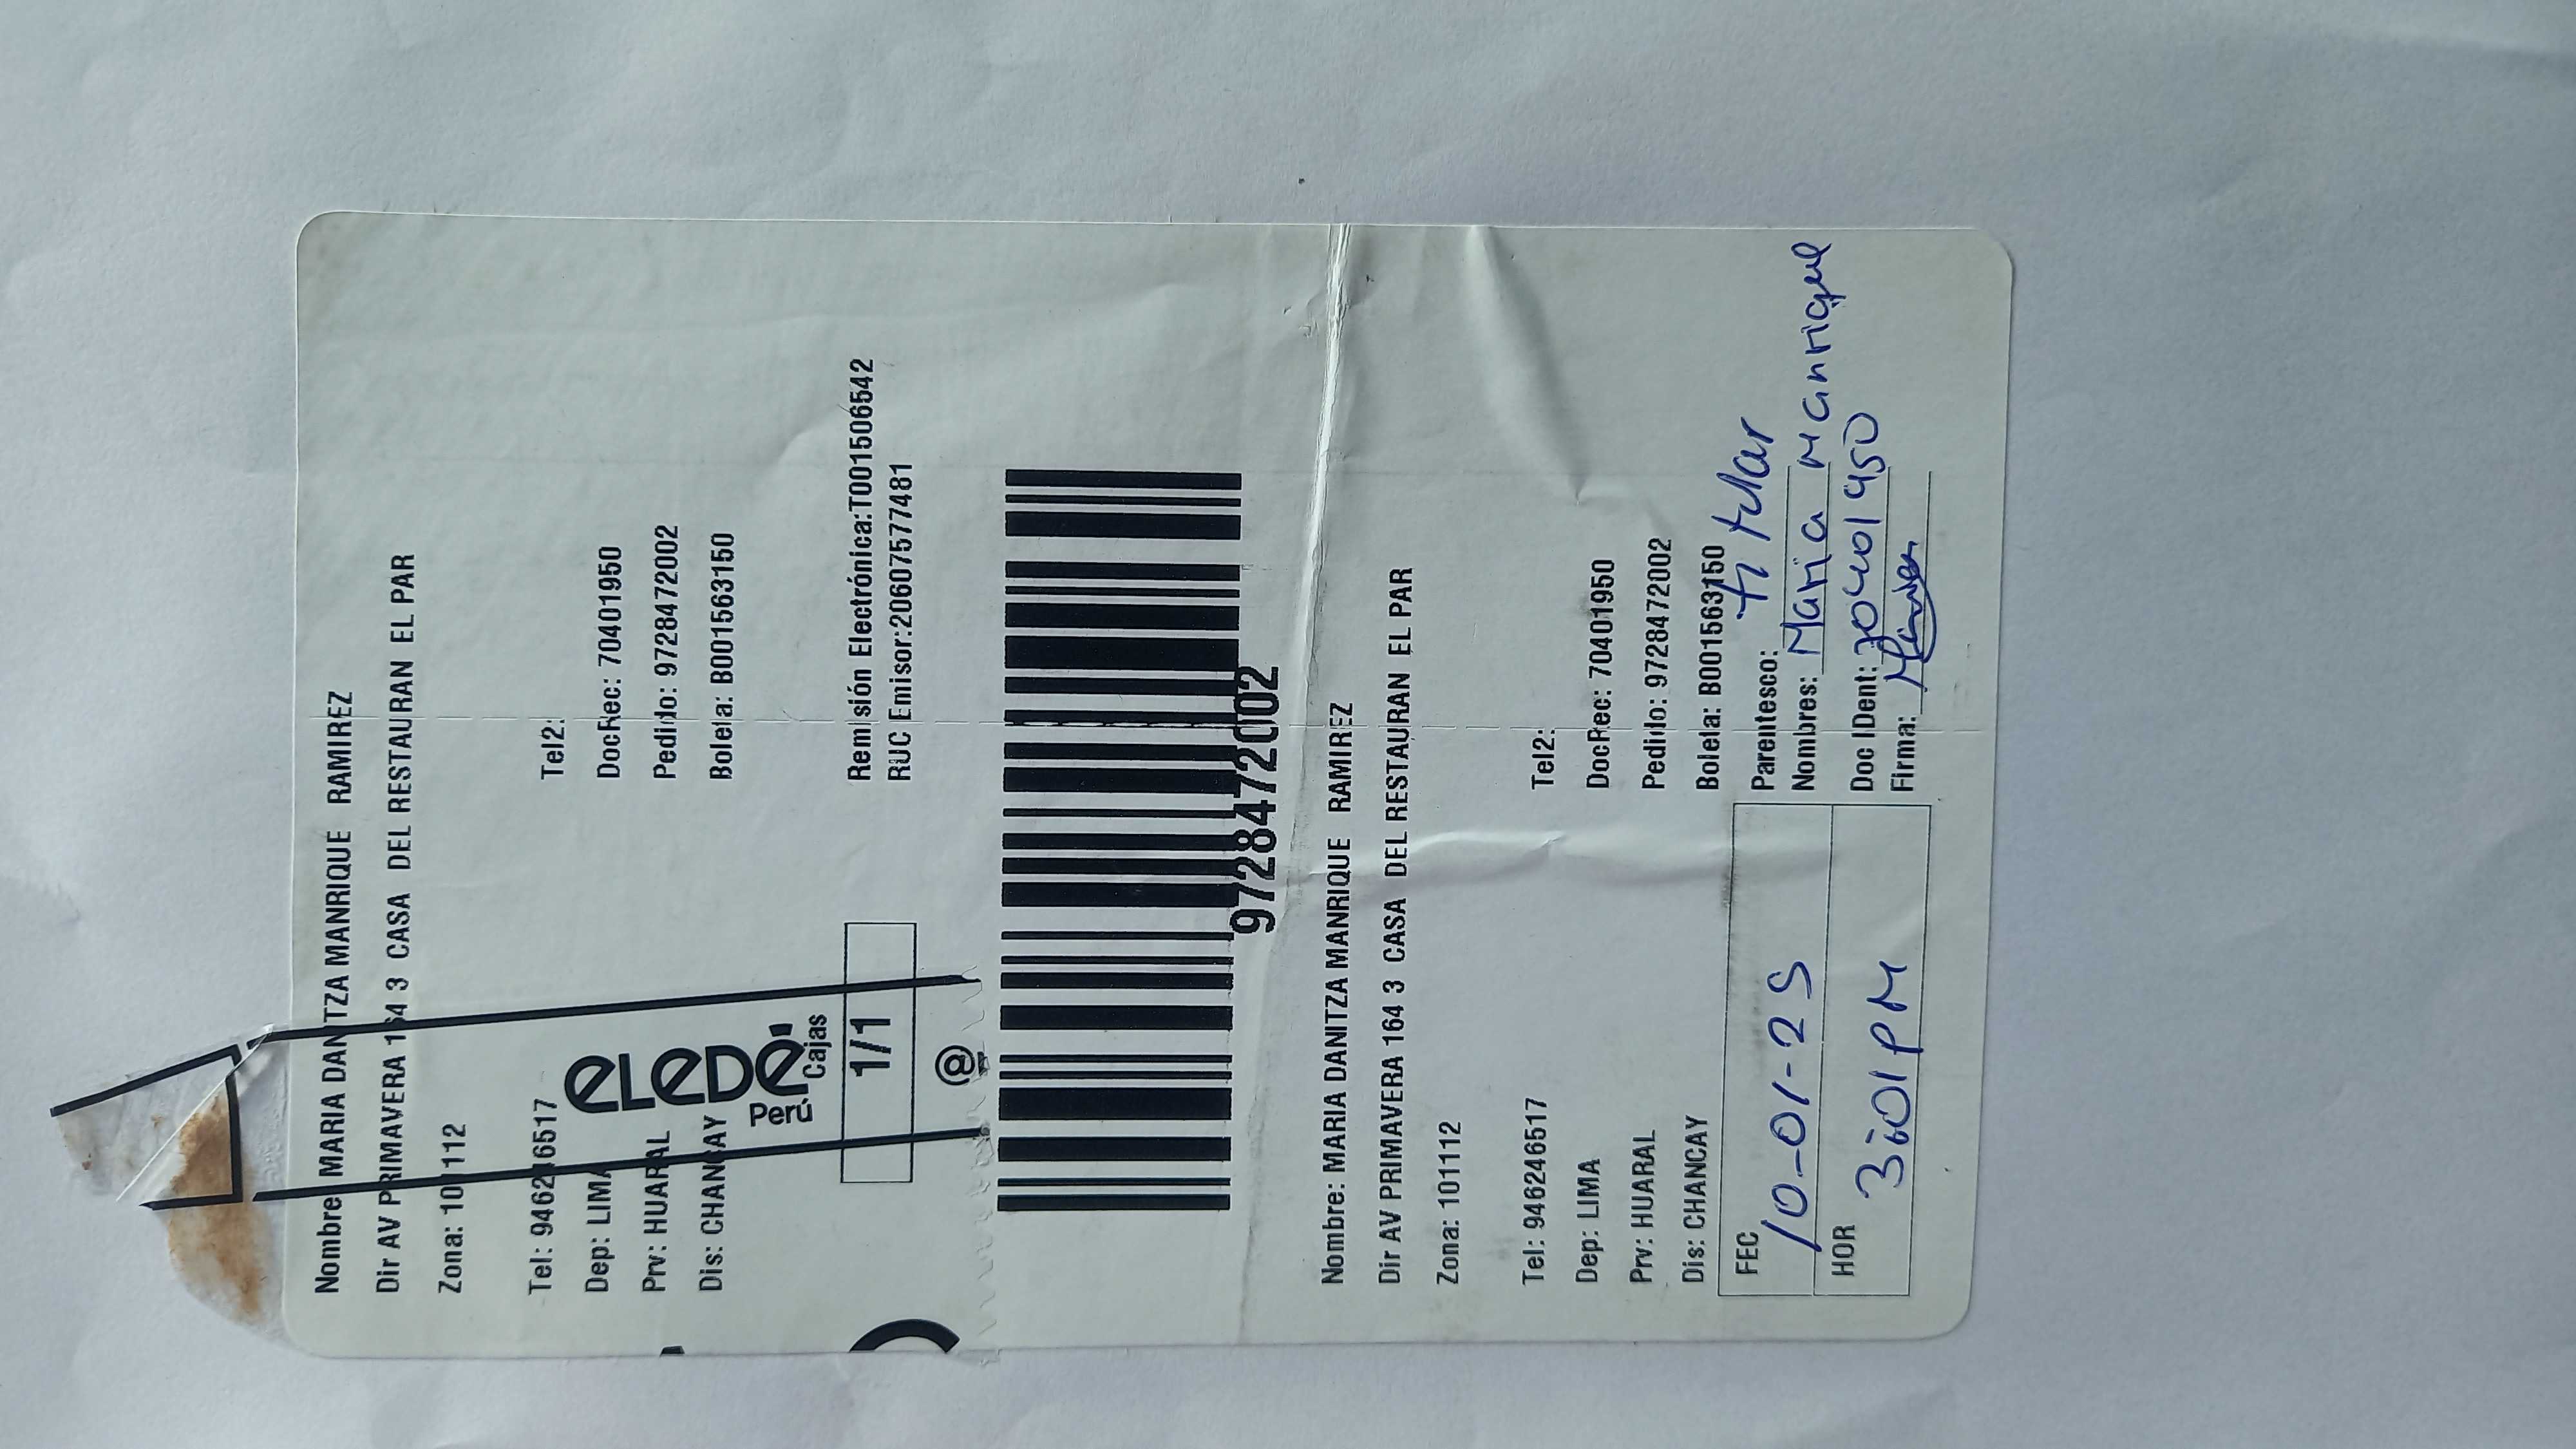 Nombre MARIA DANITZA MANRIQUE RAMIREZ
Dir AV PRIMAVERA 164 3 CASA DEL RESTAURAN EL PAR
Zona: 101112
Tel: 946246517 Tel2:
Dep: LIMA DocRec: 70401950
Prv: HUARAL Pedido: 9728472002
Dis: CHANCAY Boleta: B001563150
eLeDé
Perú Cajas
1/1 Remisión Electrónica:T001506542
RUC Emisor:20607577481
@
9728472002
Nombre: MARIA DANITZA MANRIQUE RAMIREZ
Dir AV PRIMAVERA 164 3 CASA DEL RESTAURAN EL PAR
Zona: 101112
Tel: 946246517 Tel2:
Dep: LIMA DocRec: 70401950
Prv: HUARAL Pedido: 9728472002
Dis: CHANCAY Boleta: B001563150
FEC 10-01-25 Parentesco: titular
Nombres: Maria Manrique
HOR 3:01 PM Doc IDent: 70401950
Firma: